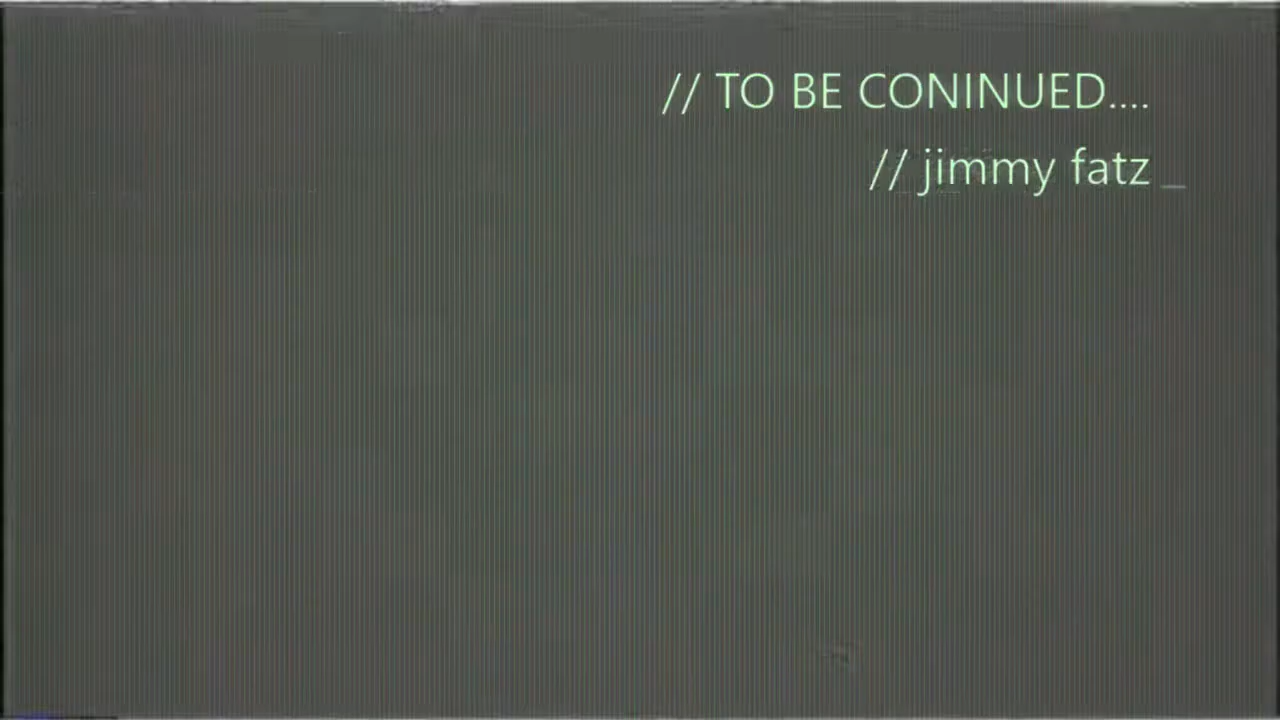 // TO BE CONINUED....
// jimmy fatz _